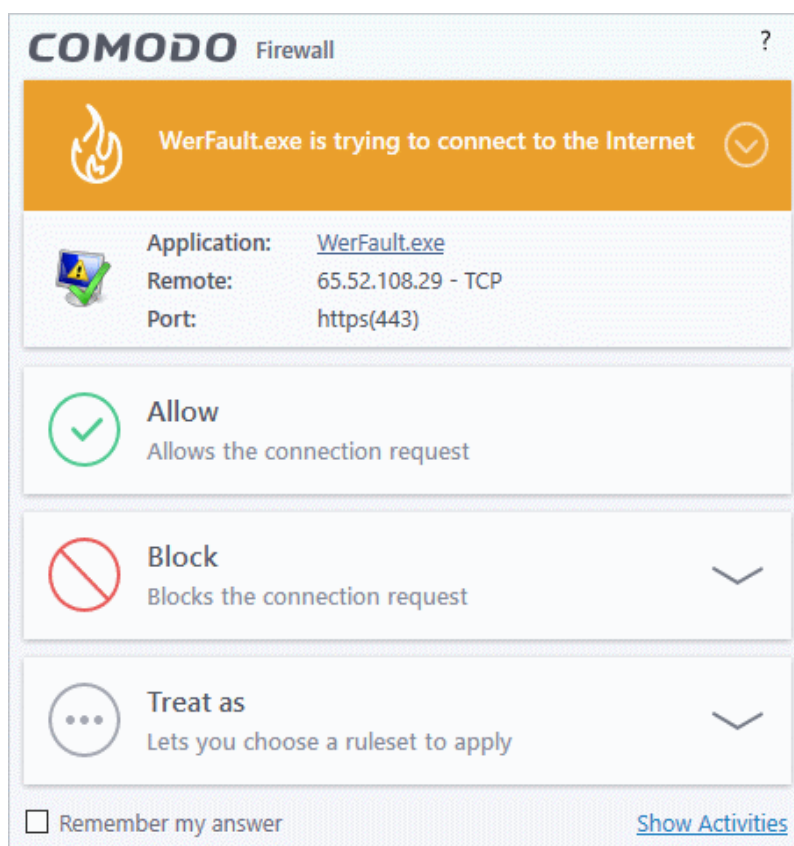 COMODO Firewall ?
WerFault.exe is trying to connect to the Internet
Application: WerFault.exe
Remote: 65.52.108.29 - TCP
Port: https(443)
Allow
Allows the connection request
Block
Blocks the connection request
Treat as
Lets you choose a ruleset to apply
Remember my answer Show Activities